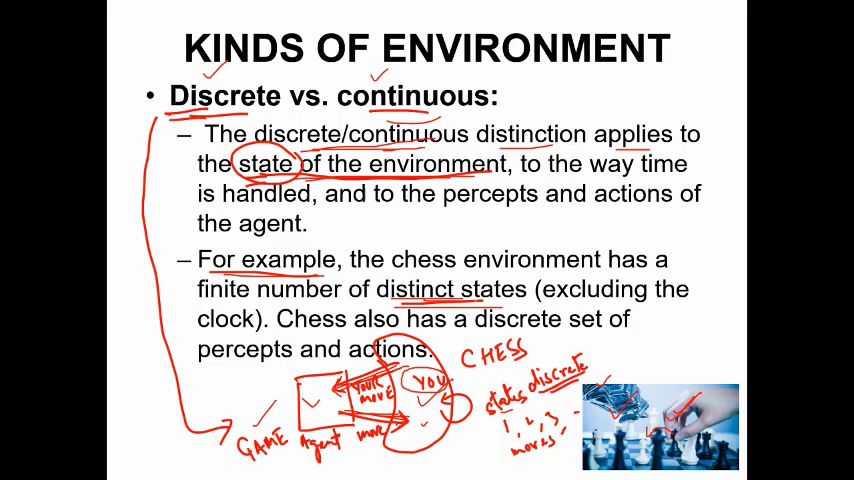 KINDS OF ENVIRONMENT
• Discrete vs. continuous:
– The discrete/continuous distinction applies to
the state of the environment, to the way time
is handled, and to the percepts and actions of
the agent.
– For example, the chess environment has a
finite number of distinct states (excluding the
clock). Chess also has a discrete set of
percepts and actions.
CHESS
YOU
YOUR
MOVE
states discrete
1, 2, 3, -
moves
GAME Agent move